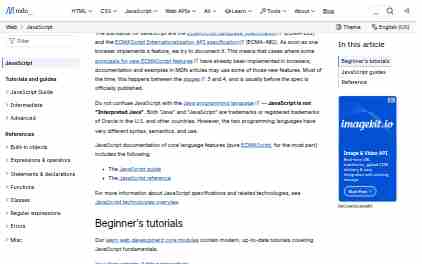 mdn_
HTML CSS JavaScript Web APIs All Learn Tools About Blog
Theme English (US)
Filter
JavaScript
Tutorials and guides
Beginner's tutorials
Intermediate
Advanced
References
Built-in objects
Expressions & operators
Statements & declarations
Functions
Classes
Regular expressions
Errors
Misc
and the ECMAScript Internationalization API specification (ECMA-402). As soon as one
browser implements a feature, we try to document it. This means that cases where some
proposals for new ECMAScript features have already been implemented in browsers,
documentation and examples in MDN articles may use some of those new features. Most of
the time, this happens between the stages 3 and 4, and is usually before the spec is
officially published.
Do not confuse JavaScript with the Java programming language — JavaScript is not
"Interpreted Java". Both "Java" and "JavaScript" are trademarks or registered trademarks
of Oracle in the U.S. and other countries. However, the two programming languages have
very different syntax, semantics, and use.
JavaScript documentation of core language features (pure ECMAScript, for the most part)
includes the following:
The JavaScript guide
The JavaScript reference
For more information about JavaScript specifications and related technologies, see
JavaScript technologies overview.
Beginner's tutorials
Our learn web development core modules contain modern, up-to-date tutorials covering
JavaScript fundamentals.
In this article
Beginner's tutorials
JavaScript guides
Reference
imagekit.io
Image & Video API